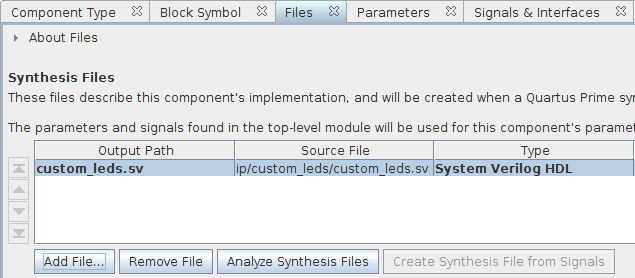 Component Type Block Symbol Files Parameters Signals & Interfaces
About Files
Synthesis Files
These files describe this component's implementation, and will be created when a Quartus Prime syn
The parameters and signals found in the top-level module will be used for this component's parame
Output Path Source File Type
custom_leds.sv ip/custom_leds/custom_leds.sv System Verilog HDL
Add File... Remove File Analyze Synthesis Files Create Synthesis File from Signals